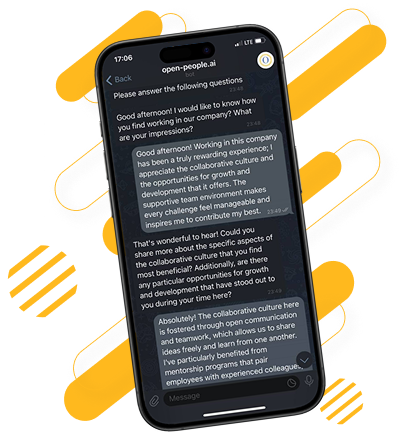 17:06
LTE
Back
open-people.ai
bot
Please answer the following questions
23:49
Good afternoon! I would like to know how
you find working in our company? What
are your impressions?
23:49
Good afternoon! Working in this company
has been a truly rewarding experience; I
appreciate the collaborative culture and
the opportunities for growth and
development that it offers. The
supportive team environment makes
every challenge feel manageable and
inspires me to contribute my best.
23:49
That's wonderful to hear! Could you
share more about the specific aspects of
the collaborative culture that you find
most beneficial? Additionally, are there
any particular opportunities for growth
and development that have stood out to
you during your time here?
23:49
Absolutely! The collaborative culture here
is fostered through open communication
and teamwork, which allows us to share
ideas freely and learn from one another.
I've particularly benefited from
mentorship programs that pair
employees with experienced colleagues,
Message